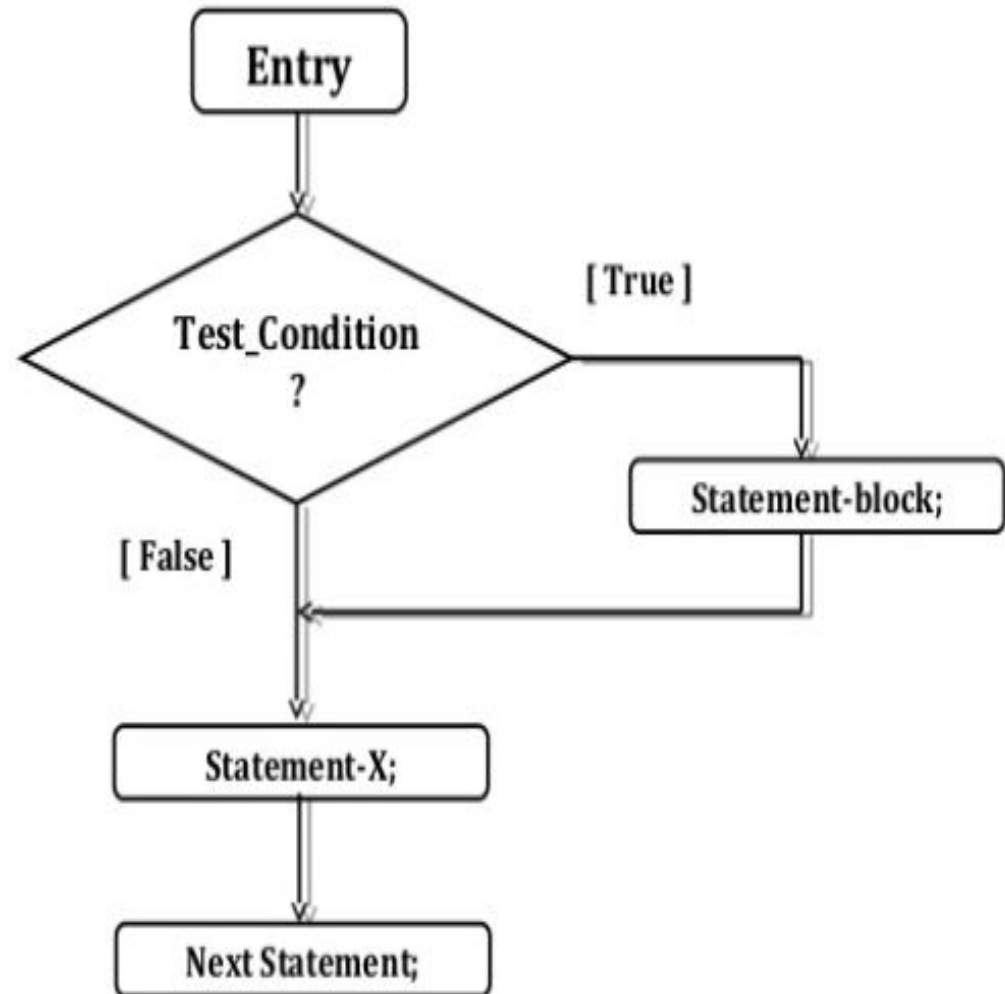 Entry
[ True ]
Test_Condition
?
Statement-block;
[ False ]
Statement-X;
Next Statement;